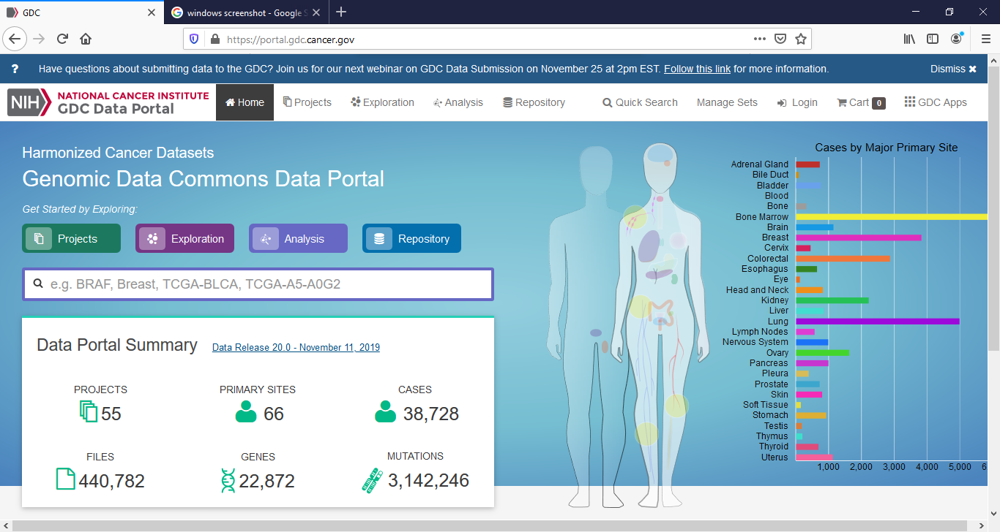 GDC
windows screenshot - Google S
https://portal.gdc.cancer.gov
? Have questions about submitting data to the GDC? Join us for our next webinar on GDC Data Submission on November 25 at 2pm EST. Follow this link for more information. Dismiss ✖
NIH NATIONAL CANCER INSTITUTE
GDC Data Portal
Home Projects Exploration Analysis Repository Quick Search Manage Sets Login Cart 0 GDC Apps
Harmonized Cancer Datasets
Genomic Data Commons Data Portal
Get Started by Exploring:
Projects Exploration Analysis Repository
e.g. BRAF, Breast, TCGA-BLCA, TCGA-A5-A0G2
Data Portal Summary Data Release 20.0 - November 11, 2019
PROJECTS PRIMARY SITES CASES
55 66 38,728
FILES GENES MUTATIONS
440,782 22,872 3,142,246
Cases by Major Primary Site
Adrenal Gland
Bile Duct
Bladder
Blood
Bone
Bone Marrow
Brain
Breast
Cervix
Colorectal
Esophagus
Eye
Head and Neck
Kidney
Liver
Lung
Lymph Nodes
Nervous System
Ovary
Pancreas
Pleura
Prostate
Skin
Soft Tissue
Stomach
Testis
Thymus
Thyroid
Uterus
1,000 2,000 3,000 4,000 5,000 6